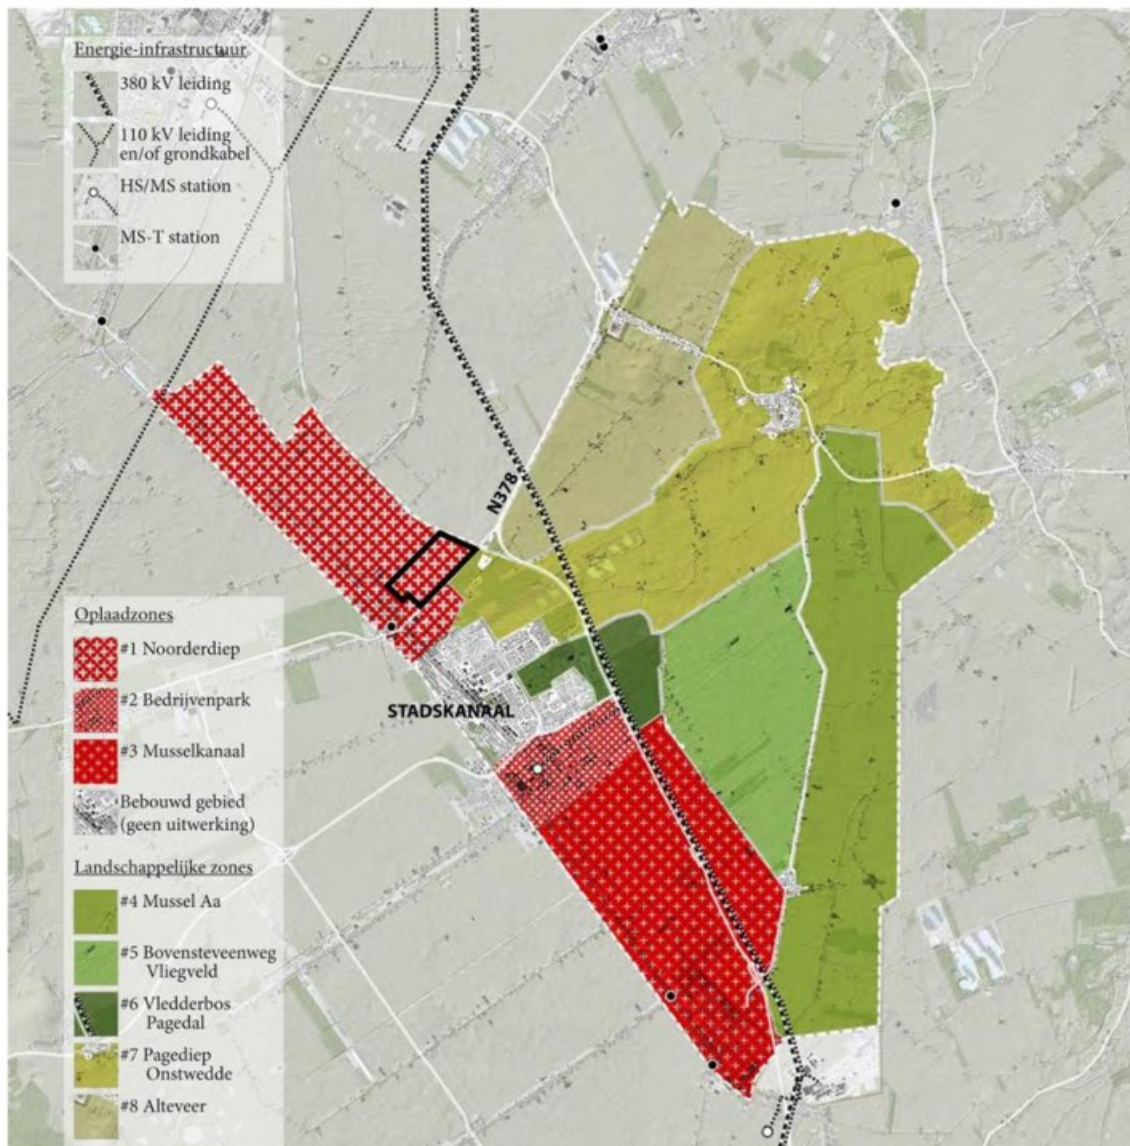 Energie-infrastructuur
380 kV leiding
110 kV leiding
en/of grondkabel
HS/MS station
MS-T station
N378
Oplaadzones
#1 Noorderdiep
#2 Bedrijvenpark
#3 Musselkanaal
Bebouwd gebied
(geen uitwerking)
STADSKANAAL
Landschappelijke zones
#4 Mussel Aa
#5 Bovensteveenweg
Vliegveld
#6 Vledderbos
Pagedal
#7 Pagediep
Onstwedde
#8 Alteveer